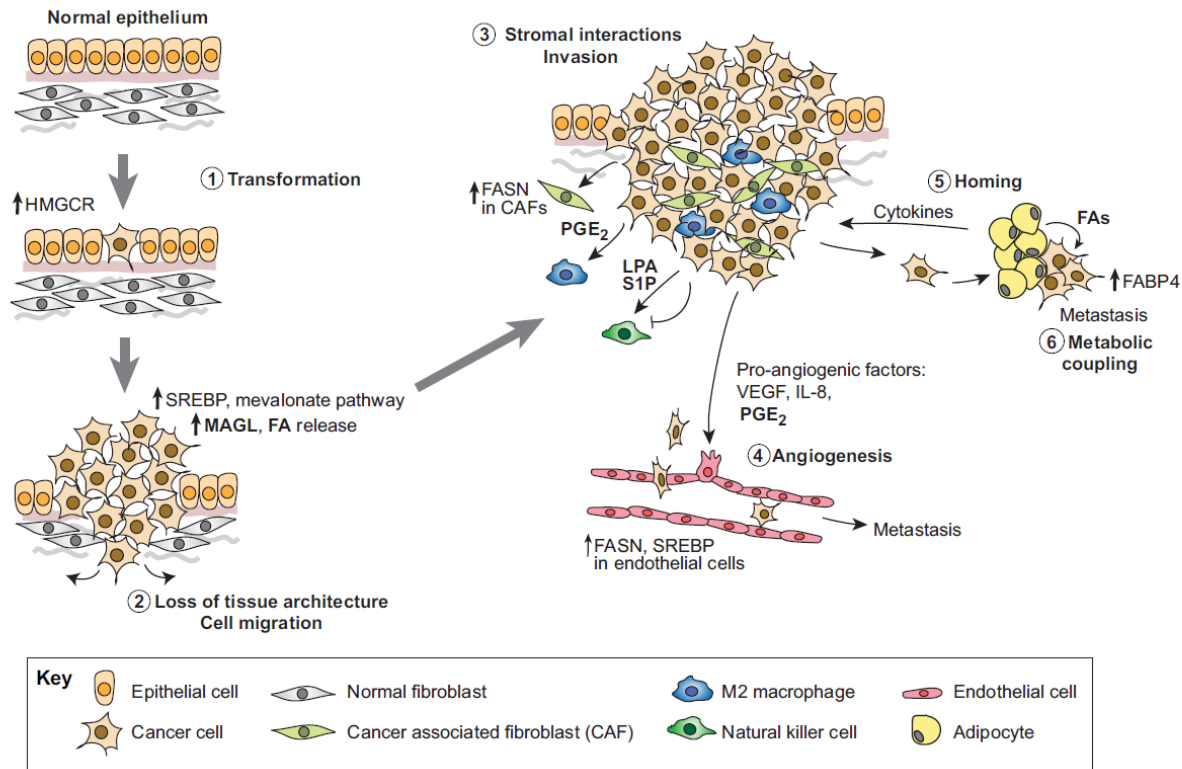 Normal epithelium
1 Transformation
↑HMGCR
↑SREBP, mevalonate pathway
↑MAGL, FA release
2 Loss of tissue architecture
Cell migration
3 Stromal interactions
Invasion
↑FASN
in CAFs
PGE2
LPA
S1P
Pro-angiogenic factors:
VEGF, IL-8,
PGE2
4 Angiogenesis
Metastasis
↑FASN, SREBP
in endothelial cells
5 Homing
Cytokines
FAs
↑FABP4
Metastasis
6 Metabolic
coupling
Key
Epithelial cell
Normal fibroblast
M2 macrophage
Endothelial cell
Cancer cell
Cancer associated fibroblast (CAF)
Natural killer cell
Adipocyte